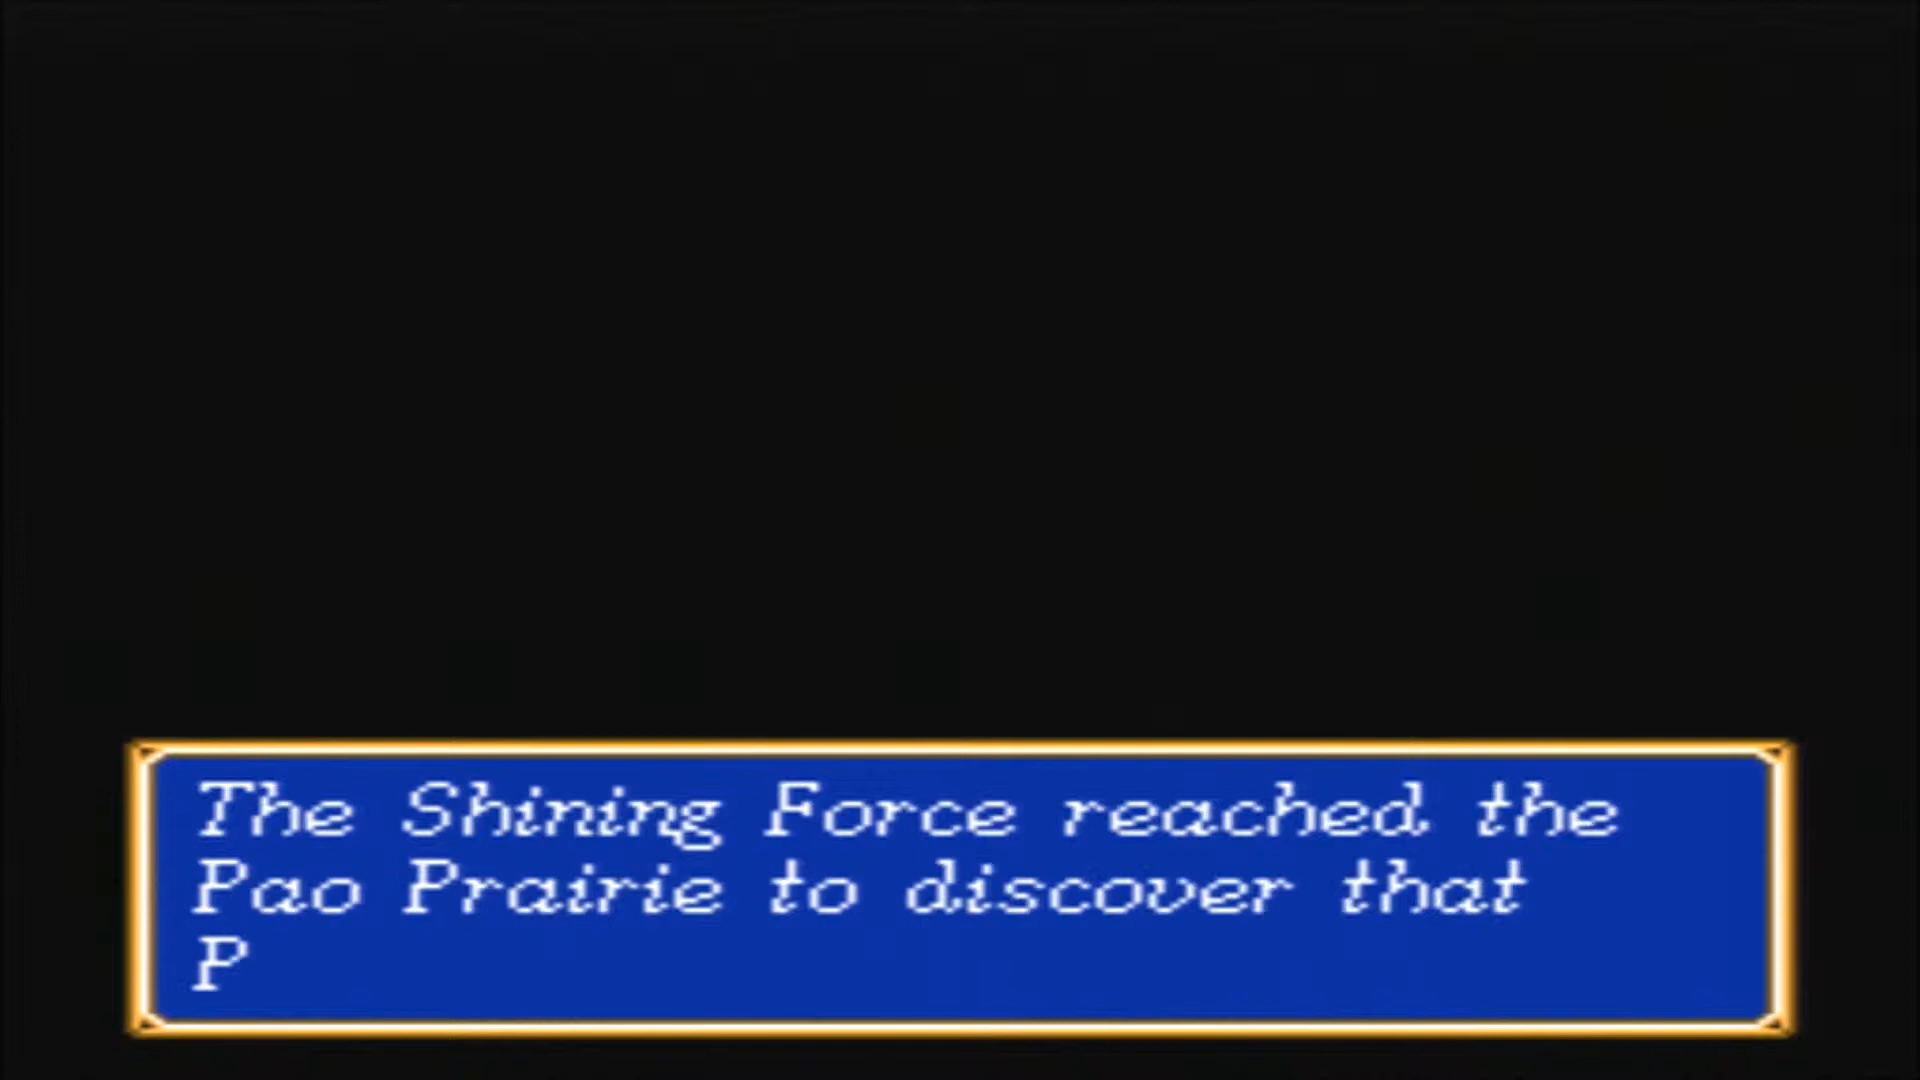 The Shining Force reached the
Pao Prairie to discover that
P